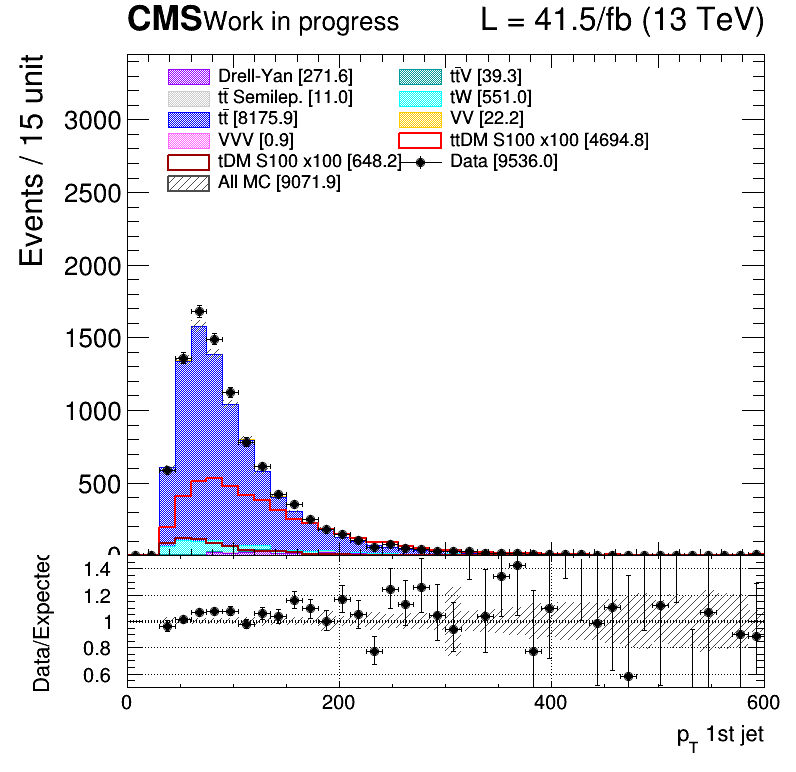 CMS Work in progress L = 41.5/fb (13 TeV)
Events / 15 unit
Drell-Yan [271.6] tt̄V [39.3]
tt̄ Semilep. [11.0] tW [551.0]
tt̄ [8175.9] VV [22.2]
VVV [0.9] ttDM S100 x100 [4694.8]
tDM S100 x100 [648.2] Data [9536.0]
All MC [9071.9]
3000
2500
2000
1500
1000
500
0
Data/Expected
1.4
1.2
1
0.8
0.6
0 200 400 600
p_T 1st jet